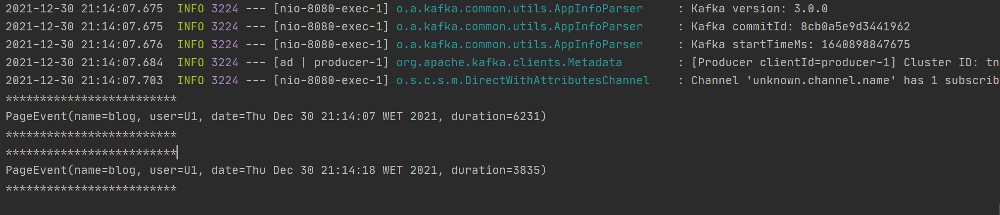 2021-12-30 21:14:07.675  INFO 3224 --- [nio-8080-exec-1] o.a.kafka.common.utils.AppInfoParser     : Kafka version: 3.0.0
2021-12-30 21:14:07.675  INFO 3224 --- [nio-8080-exec-1] o.a.kafka.common.utils.AppInfoParser     : Kafka commitId: 8cb0a5e9d3441962
2021-12-30 21:14:07.676  INFO 3224 --- [nio-8080-exec-1] o.a.kafka.common.utils.AppInfoParser     : Kafka startTimeMs: 1640898847675
2021-12-30 21:14:07.684  INFO 3224 --- [ad | producer-1] org.apache.kafka.clients.Metadata        : [Producer clientId=producer-1] Cluster ID: tn
2021-12-30 21:14:07.703  INFO 3224 --- [nio-8080-exec-1] o.s.c.s.m.DirectWithAttributesChannel    : Channel 'unknown.channel.name' has 1 subscrib
*************************
PageEvent(name=blog, user=U1, date=Thu Dec 30 21:14:07 WET 2021, duration=6231)
*************************
*************************
PageEvent(name=blog, user=U1, date=Thu Dec 30 21:14:18 WET 2021, duration=3835)
*************************